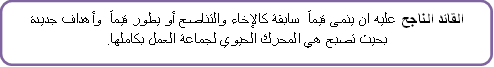 القائد الناجح عليه ان ينمى قيماً سابقة كالإخاء والتناصح أو يطور قيماً وأهداف جديدة
بحيث تصبح هي المحرك الحيوي لجماعة العمل بكاملها.